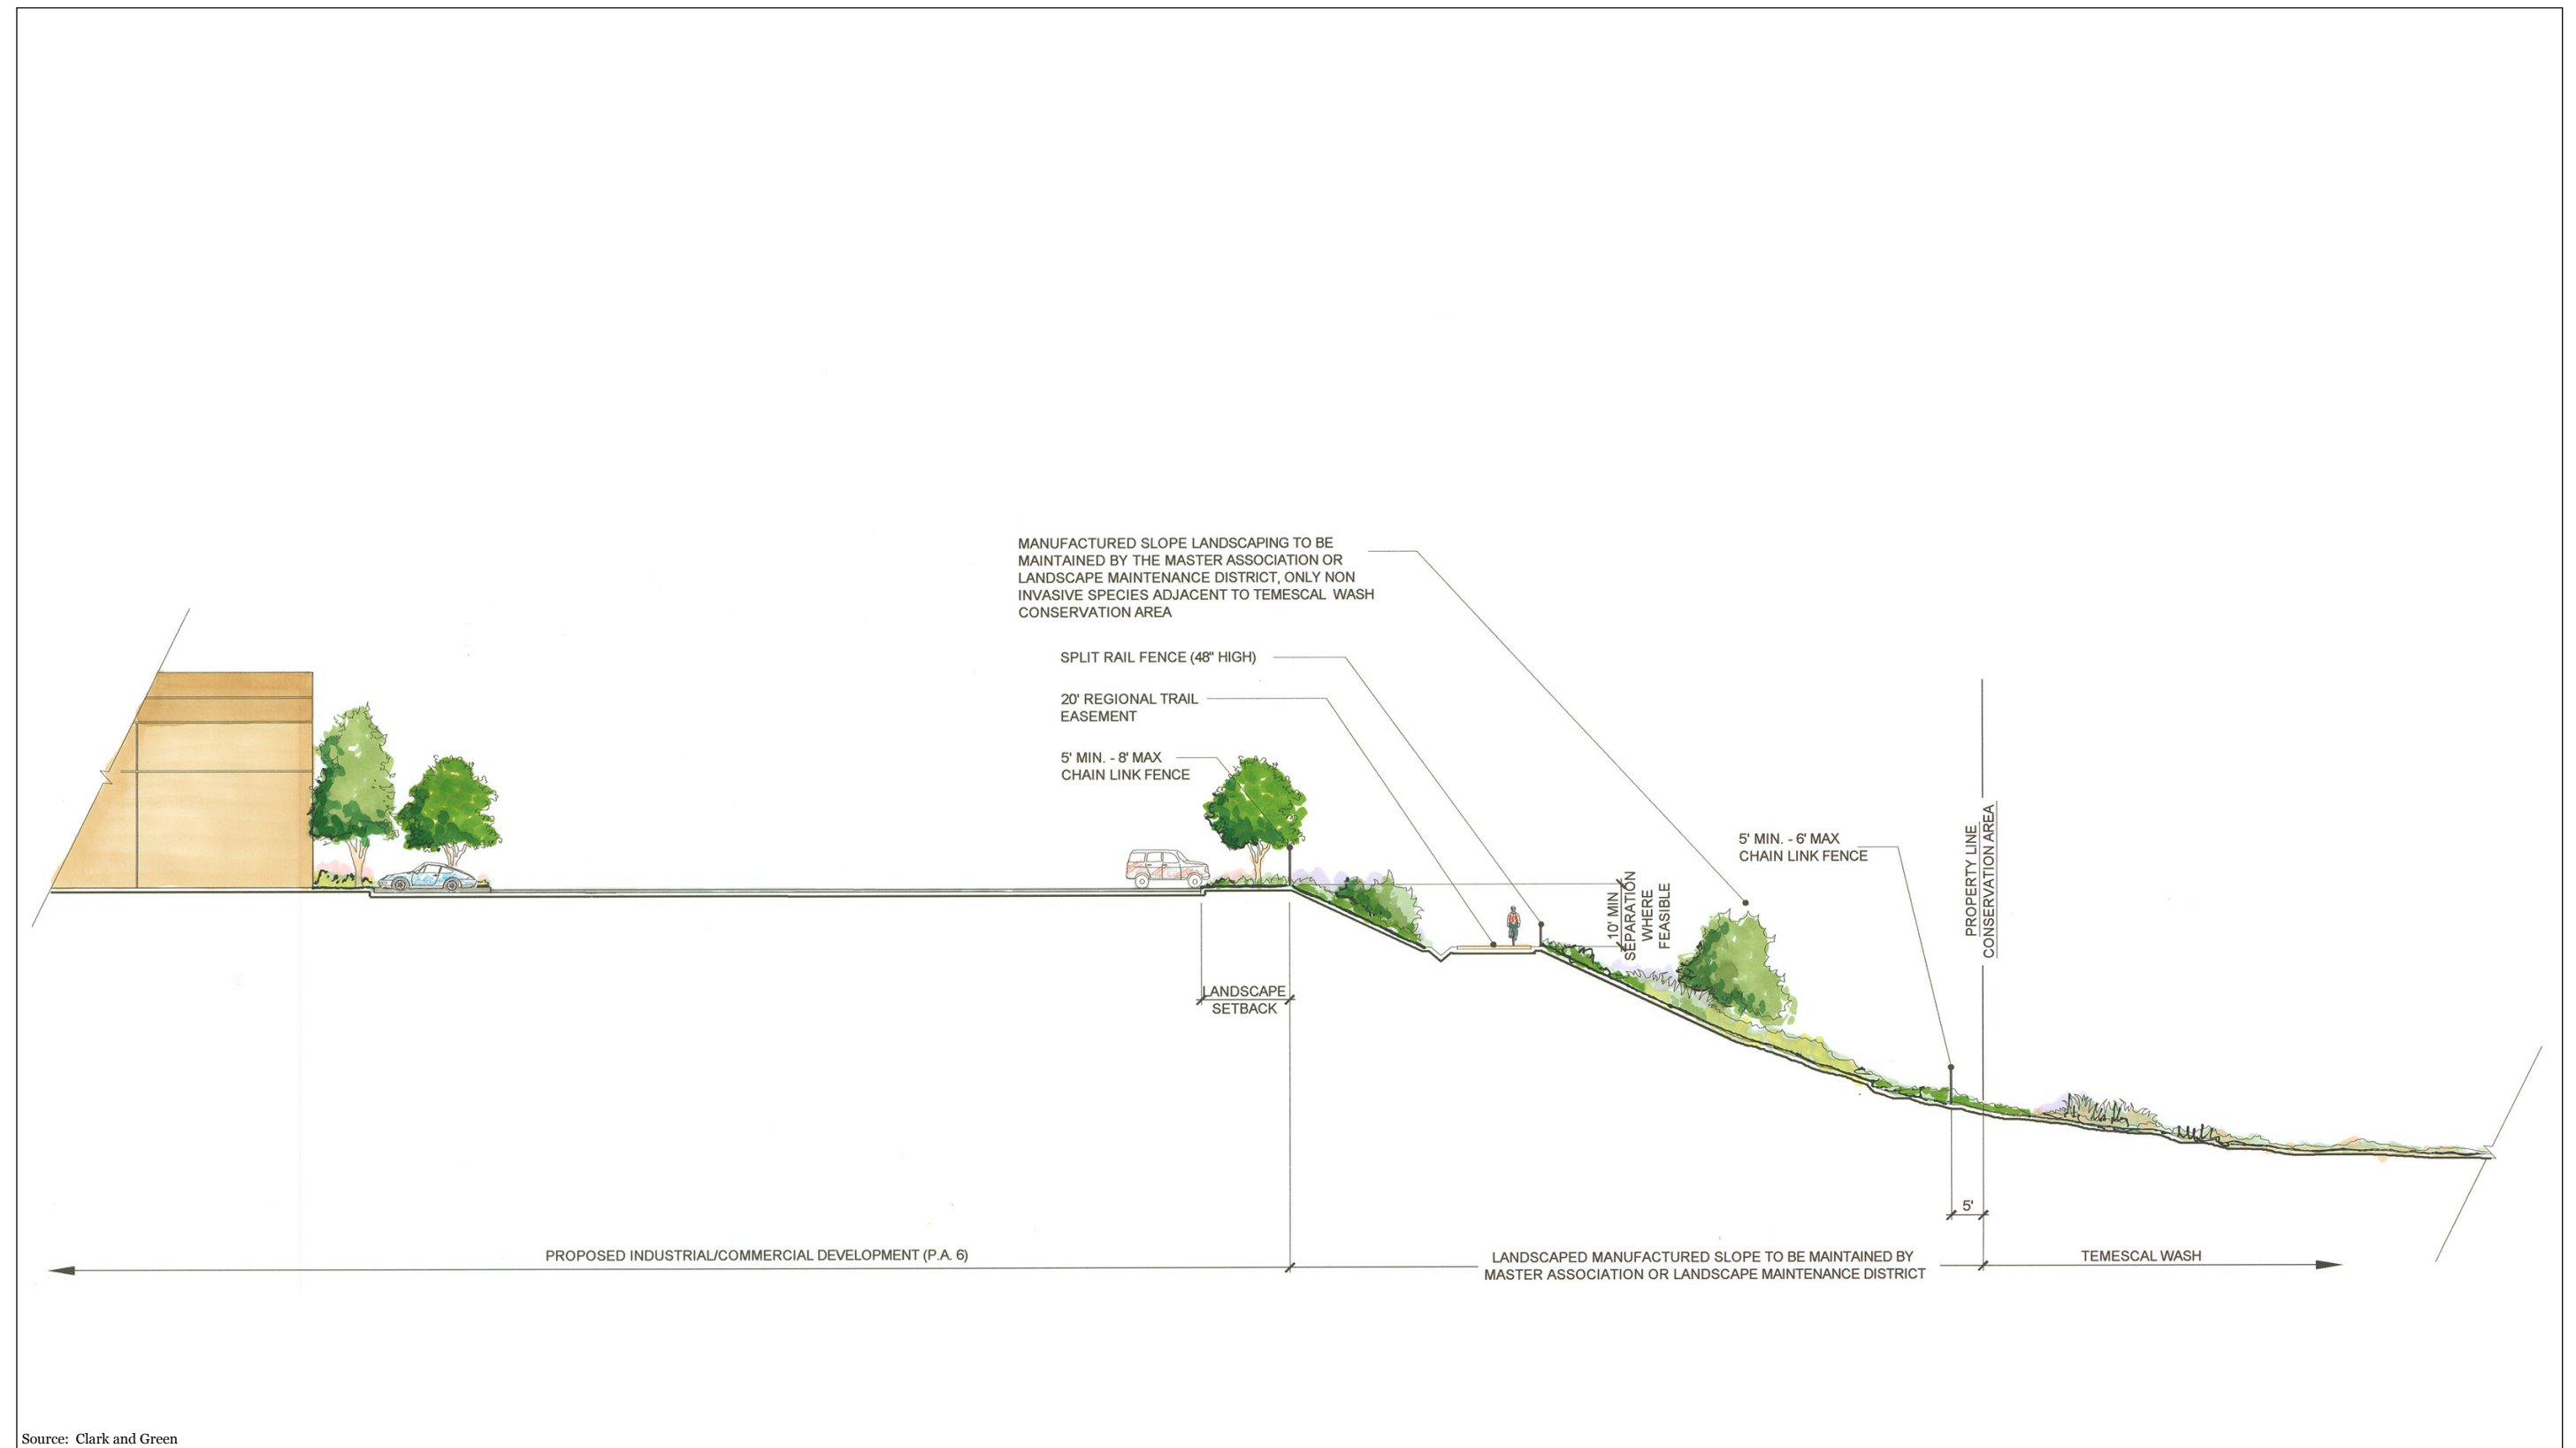 MANUFACTURED SLOPE LANDSCAPING TO BE
MAINTAINED BY THE MASTER ASSOCIATION OR
LANDSCAPE MAINTENANCE DISTRICT, ONLY NON
INVASIVE SPECIES ADJACENT TO TEMESCAL WASH
CONSERVATION AREA
SPLIT RAIL FENCE (48" HIGH)
20' REGIONAL TRAIL
EASEMENT
5' MIN. - 8' MAX
CHAIN LINK FENCE
10' MIN
SEPARATION
WHERE
FEASIBLE
5' MIN. - 6' MAX
CHAIN LINK FENCE
PROPERTY LINE
CONSERVATION AREA
LANDSCAPE
SETBACK
5'
PROPOSED INDUSTRIAL/COMMERCIAL DEVELOPMENT (P.A. 6)
LANDSCAPED MANUFACTURED SLOPE TO BE MAINTAINED BY
MASTER ASSOCIATION OR LANDSCAPE MAINTENANCE DISTRICT
TEMESCAL WASH
Source: Clark and Green